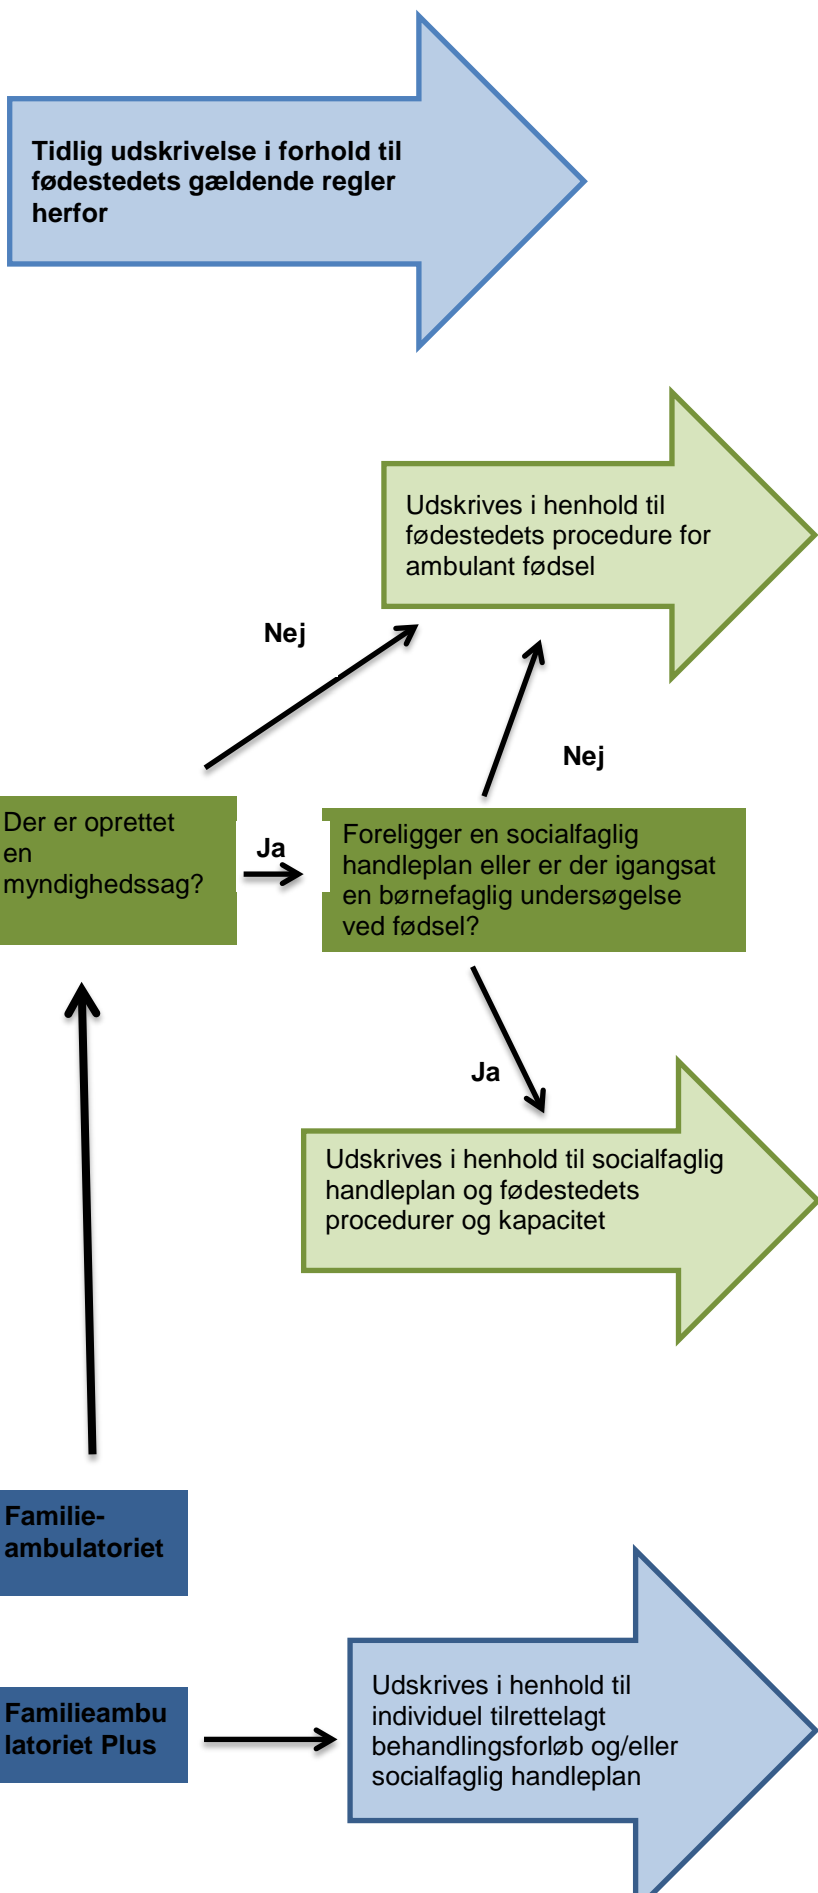 Tidlig udskrivelse i forhold til
fødestedets gældende regler
herfor
Udskrives i henhold til
fødestedets procedure for
ambulant fødsel
Nej
Nej
Der er oprettet
en
myndighedssag?
Ja
Foreligger en socialfaglig
handleplan eller er der igangsat
en børnefaglig undersøgelse
ved fødsel?
Ja
Udskrives i henhold til socialfaglig
handleplan og fødestedets
procedurer og kapacitet
Familie-
ambulatoriet
Familieambu
latoriet Plus
Udskrives i henhold til
individuel tilrettelagt
behandlingsforløb og/eller
socialfaglig handleplan